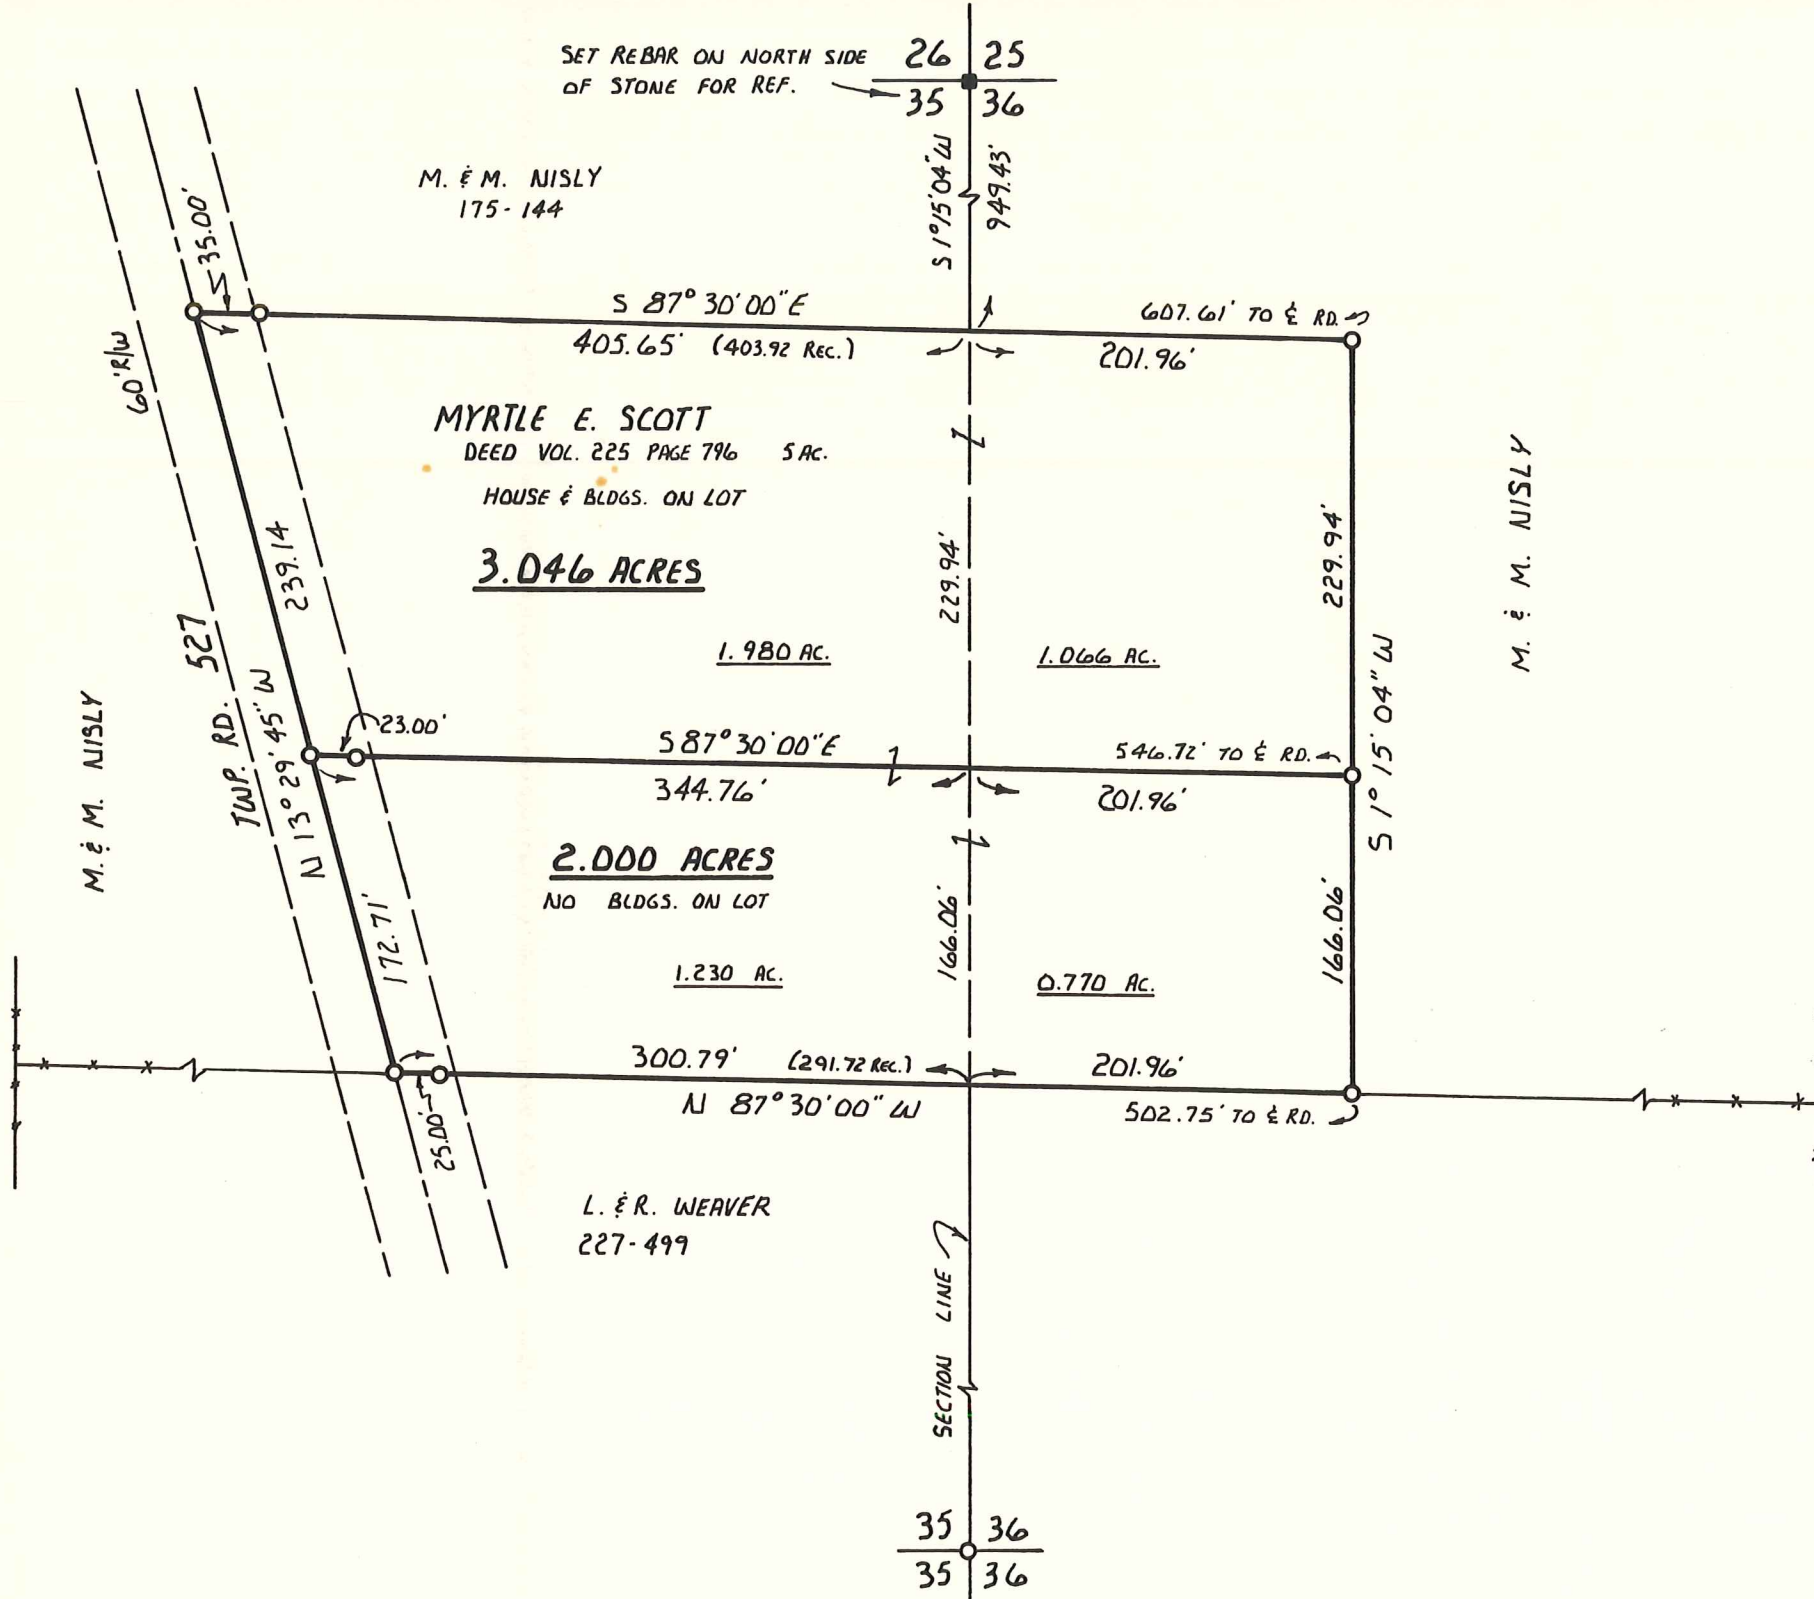 SET REBAR ON NORTH SIDE
OF STONE FOR REF.
26 25
35 36
M. & M. NISLY
175-144
S 1° 15' 04" W
949.43'
35.00'
60' R/W
S 87° 30' 00" E
607.61' TO ℄ RD.
405.65' (403.92 REC.)
201.96'
MYRTLE E. SCOTT
DEED VOL. 225 PAGE 796 5 AC.
HOUSE & BLDGS. ON LOT
3.046 ACRES
239.14
229.94'
229.94'
M. & M. NISLY
1.980 AC.
1.066 AC.
TWP. RD. 527
N 13° 29' 45" W
S 1° 15' 04" W
M. & M. NISLY
23.00'
S 87° 30' 00" E
546.72' TO ℄ RD.
344.76'
201.96'
2.000 ACRES
NO BLDGS. ON LOT
172.71'
166.06'
166.06'
1.230 AC.
0.770 AC.
300.79' (291.72 REC.)
201.96'
N 87° 30' 00" W
502.75' TO ℄ RD.
25.00'
L. & R. WEAVER
227-499
SECTION LINE
35 36
35 36